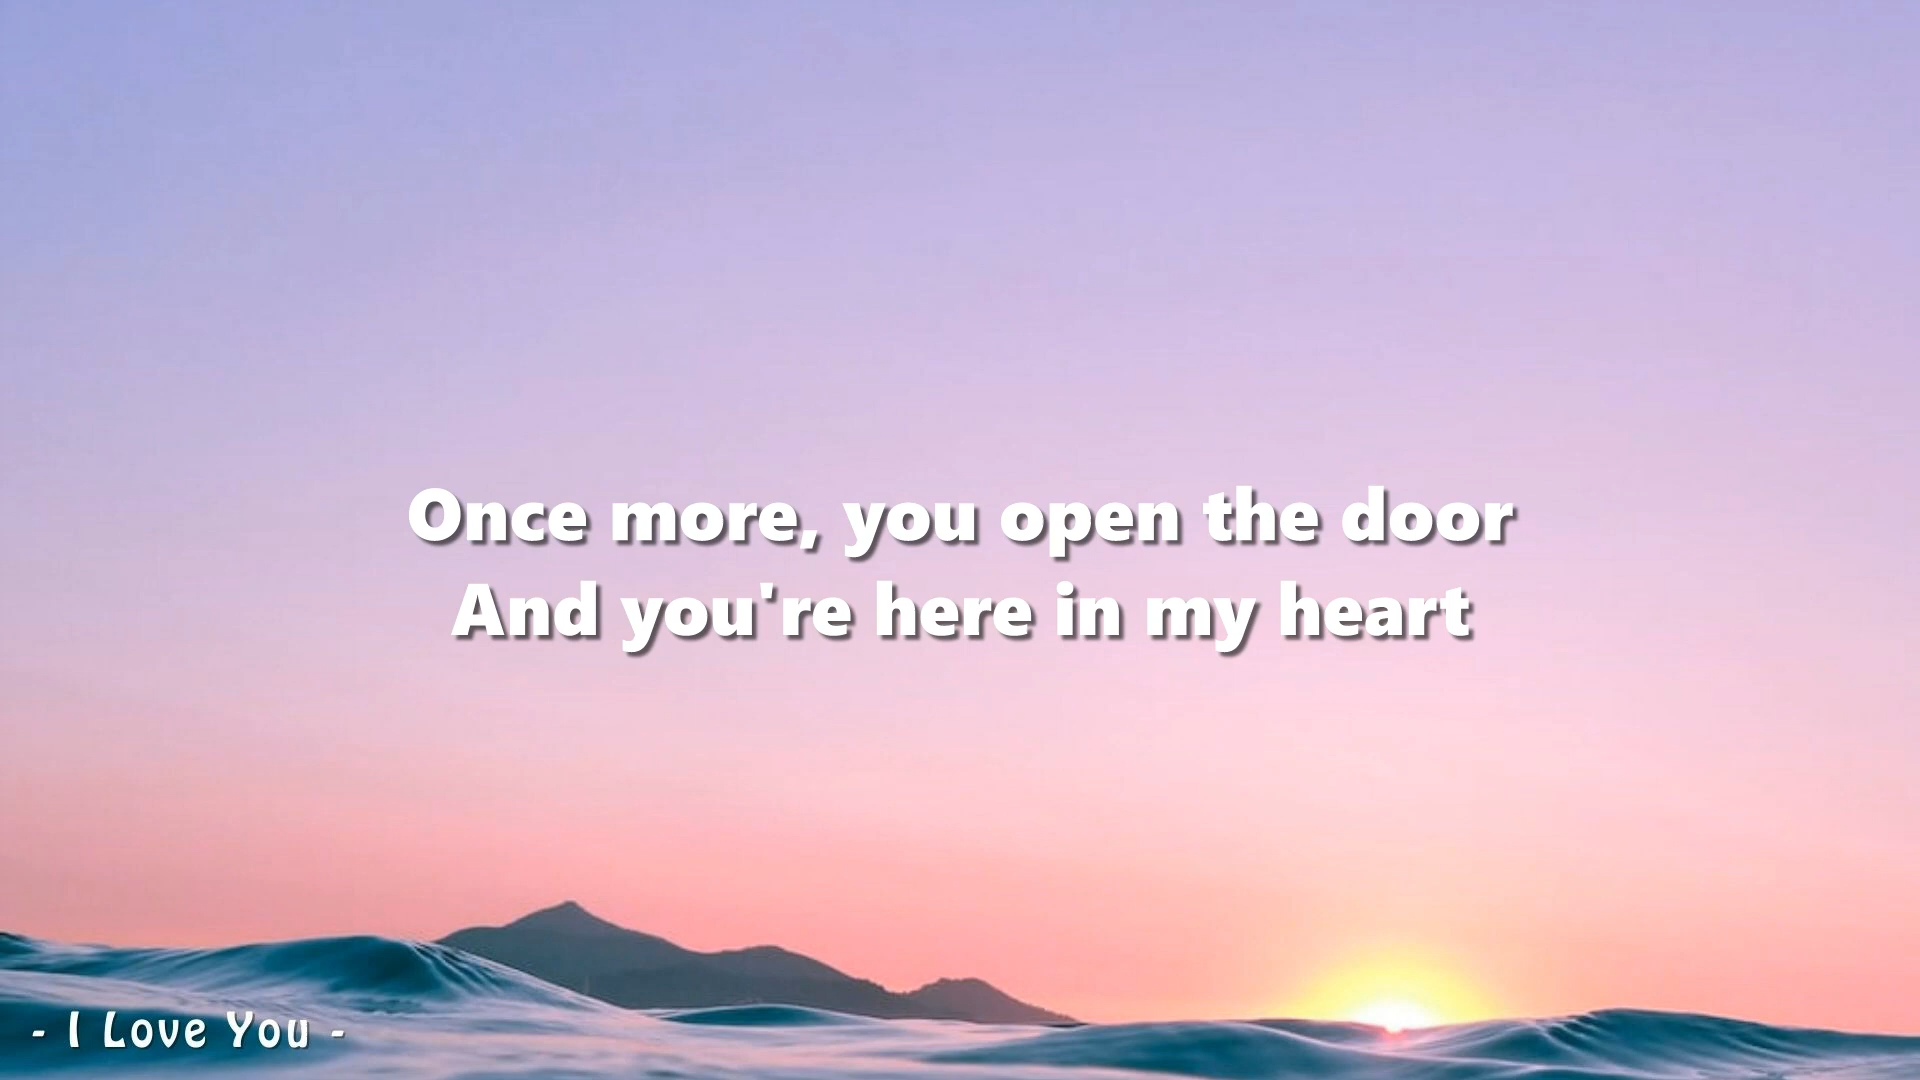 Once more, you open the door
And you're here in my heart
- I Love You -